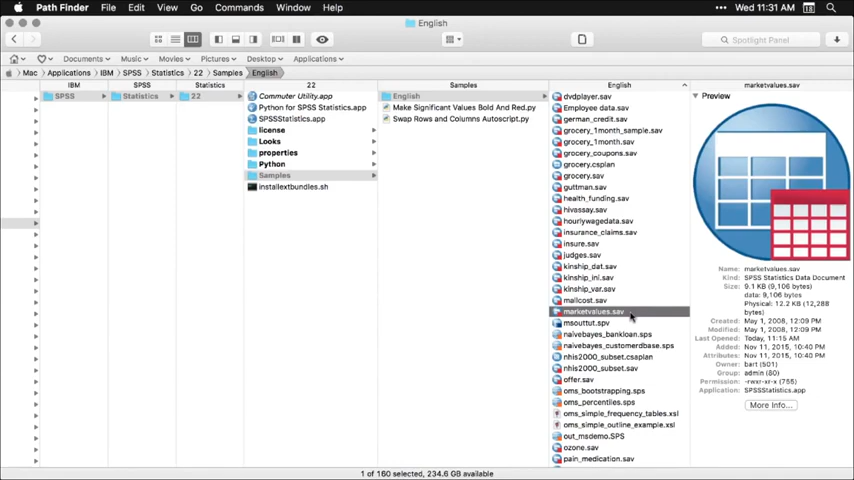 Path Finder File Edit View Go Commands Window Help
Wed 11:31 AM
English
Spotlight Panel
Documents Music Pictures Desktop Applications
Mac Applications IBM SPSS Statistics 22 Samples English
IBM SPSS Statistics 22 Samples English marketvalues.sav
SPSS
Statistics
22
Commuter Utility.app
Python for SPSS Statistics.app
SPSSStatistics.app
license
Looks
properties
Python
Samples
installextbundles.sh
English
Make Significant Values Bold And Red.py
Swap Rows and Columns Autoscript.py
dvdplayer.sav
Employee data.sav
german_credit.sav
grocery_1month_sample.sav
grocery_1month.sav
grocery_coupons.sav
grocery.csplan
grocery.sav
guttman.sav
health_funding.sav
hivassay.sav
hourlywagedata.sav
insurance_claims.sav
insure.sav
judges.sav
kinship_dat.sav
kinship_ini.sav
kinship_var.sav
mailcost.sav
marketvalues.sav
msouttut.spv
naivebayes_bankloan.sps
naivebayes_customerbase.sps
nhis2000_subset.csaplan
nhis2000_subset.sav
offer.sav
oms_bootstrapping.sps
oms_percentiles.sps
oms_simple_frequency_tables.xsl
oms_simple_outline_example.xsl
out_msdemo.SPS
ozone.sav
pain_medication.sav
Preview
Name: marketvalues.sav
Kind: SPSS Statistics Data Document
Size: 9.1 KB (9,106 bytes)
data: 9,106 bytes
Physical: 12.2 KB (12,288
bytes)
Created: May 1, 2008, 12:09 PM
Modified: May 1, 2008, 12:09 PM
Last Opened: Today, 11:15 AM
Added: Nov 11, 2015, 10:40 PM
Attributes: Nov 11, 2015, 10:40 PM
Owner: bart (501)
Group: admin (80)
Permission: -rwxr-xr-x (755)
Application: SPSSStatistics.app
More Info...
1 of 160 selected, 234.6 GB available